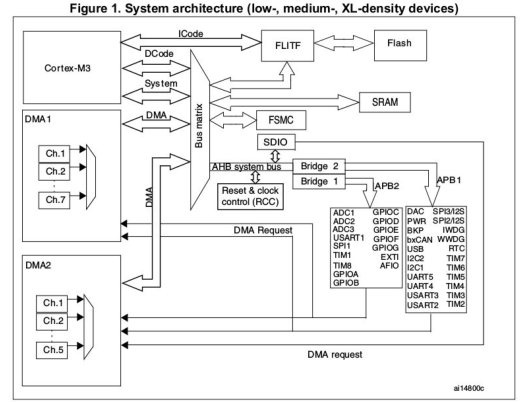 Figure 1. System architecture (low-, medium-, XL-density devices)
ICode
FLITF
Flash
Cortex-M3
DCode
System
Bus matrix
SRAM
DMA1
DMA
FSMC
SDIO
Ch.1
Ch.2
Ch.7
DMA
AHB system bus
Bridge 2
Bridge 1
APB2
APB1
Reset & clock
control (RCC)
DMA Request
ADC1 GPIOC
ADC2 GPIOD
ADC3 GPIOE
USART1 GPIOF
SPI1 GPIOG
TIM1 EXTI
TIM8 AFIO
GPIOA
GPIOB
DAC SPI3/I2S
PWR SPI2/I2S
BKP IWDG
bxCAN WWDG
USB RTC
I2C2 TIM7
I2C1 TIM6
UART5 TIM5
UART4 TIM4
USART3 TIM3
USART2 TIM2
DMA2
Ch.1
Ch.2
Ch.5
DMA request
ai14800c